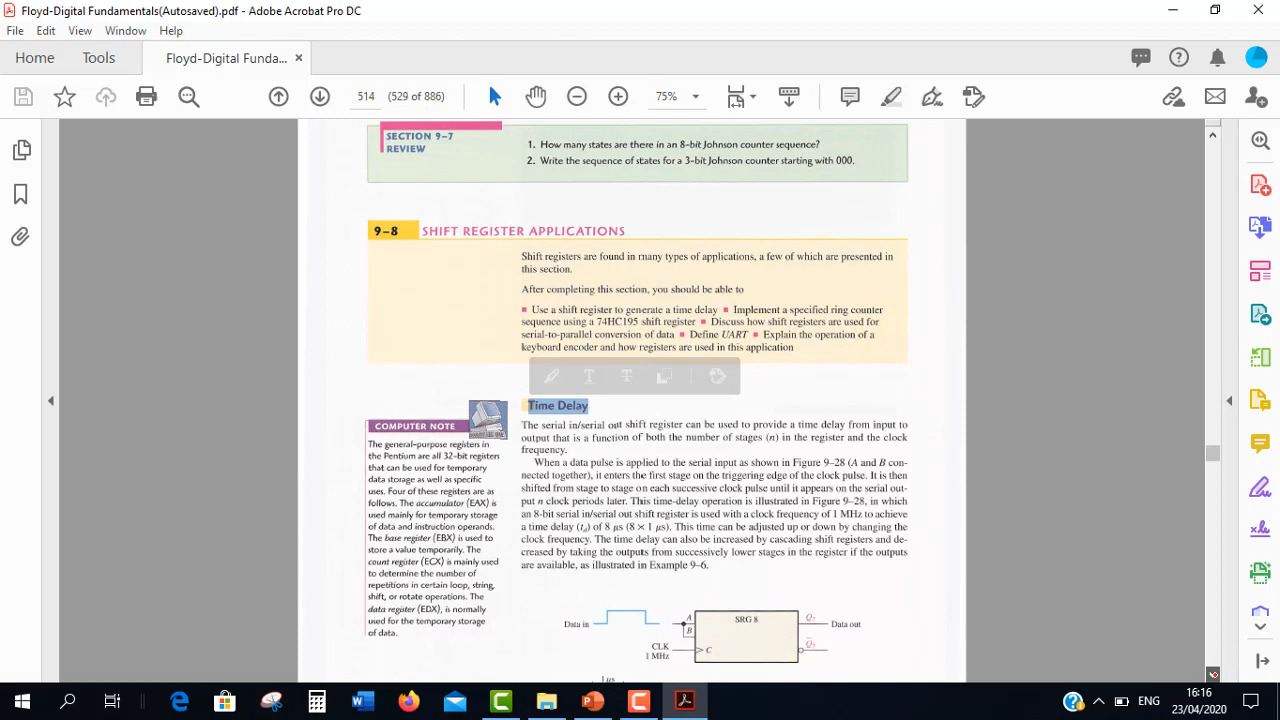 Floyd-Digital Fundamentals(Autosaved).pdf - Adobe Acrobat Pro DC
File Edit View Window Help
Home Tools Floyd-Digital Funda... ×
514 (529 of 886) 75%
SECTION 9–7
REVIEW
1. How many states are there in an 8-bit Johnson counter sequence?
2. Write the sequence of states for a 3-bit Johnson counter starting with 000.
9–8 SHIFT REGISTER APPLICATIONS
Shift registers are found in many types of applications, a few of which are presented in
this section.
After completing this section, you should be able to
■ Use a shift register to generate a time delay ■ Implement a specified ring counter
sequence using a 74HC195 shift register ■ Discuss how shift registers are used for
serial-to-parallel conversion of data ■ Define UART ■ Explain the operation of a
keyboard encoder and how registers are used in this application
Time Delay
The serial in/serial out shift register can be used to provide a time delay from input to
output that is a function of both the number of stages (n) in the register and the clock
frequency.
When a data pulse is applied to the serial input as shown in Figure 9–28 (A and B con-
nected together), it enters the first stage on the triggering edge of the clock pulse. It is then
shifted from stage to stage on each successive clock pulse until it appears on the serial out-
put n clock periods later. This time-delay operation is illustrated in Figure 9–28, in which
an 8-bit serial in/serial out shift register is used with a clock frequency of 1 MHz to achieve
a time delay (td) of 8 μs (8 × 1 μs). This time can be adjusted up or down by changing the
clock frequency. The time delay can also be increased by cascading shift registers and de-
creased by taking the outputs from successively lower stages in the register if the outputs
are available, as illustrated in Example 9–6.
COMPUTER NOTE
The general-purpose registers in
the Pentium are all 32-bit registers
that can be used for temporary
data storage as well as specific
uses. Four of these registers are as
follows. The accumulator (EAX) is
used mainly for temporary storage
of data and instruction operands.
The base register (EBX) is used to
store a value temporarily. The
count register (ECX) is mainly used
to determine the number of
repetitions in certain loop, string,
shift, or rotate operations. The
data register (EDX), is normally
used for the temporary storage
of data.
Data in A SRG 8 Q7 Data out
B
CLK C Q̅7
1 MHz
1 μs
ENG 16:16
23/04/2020